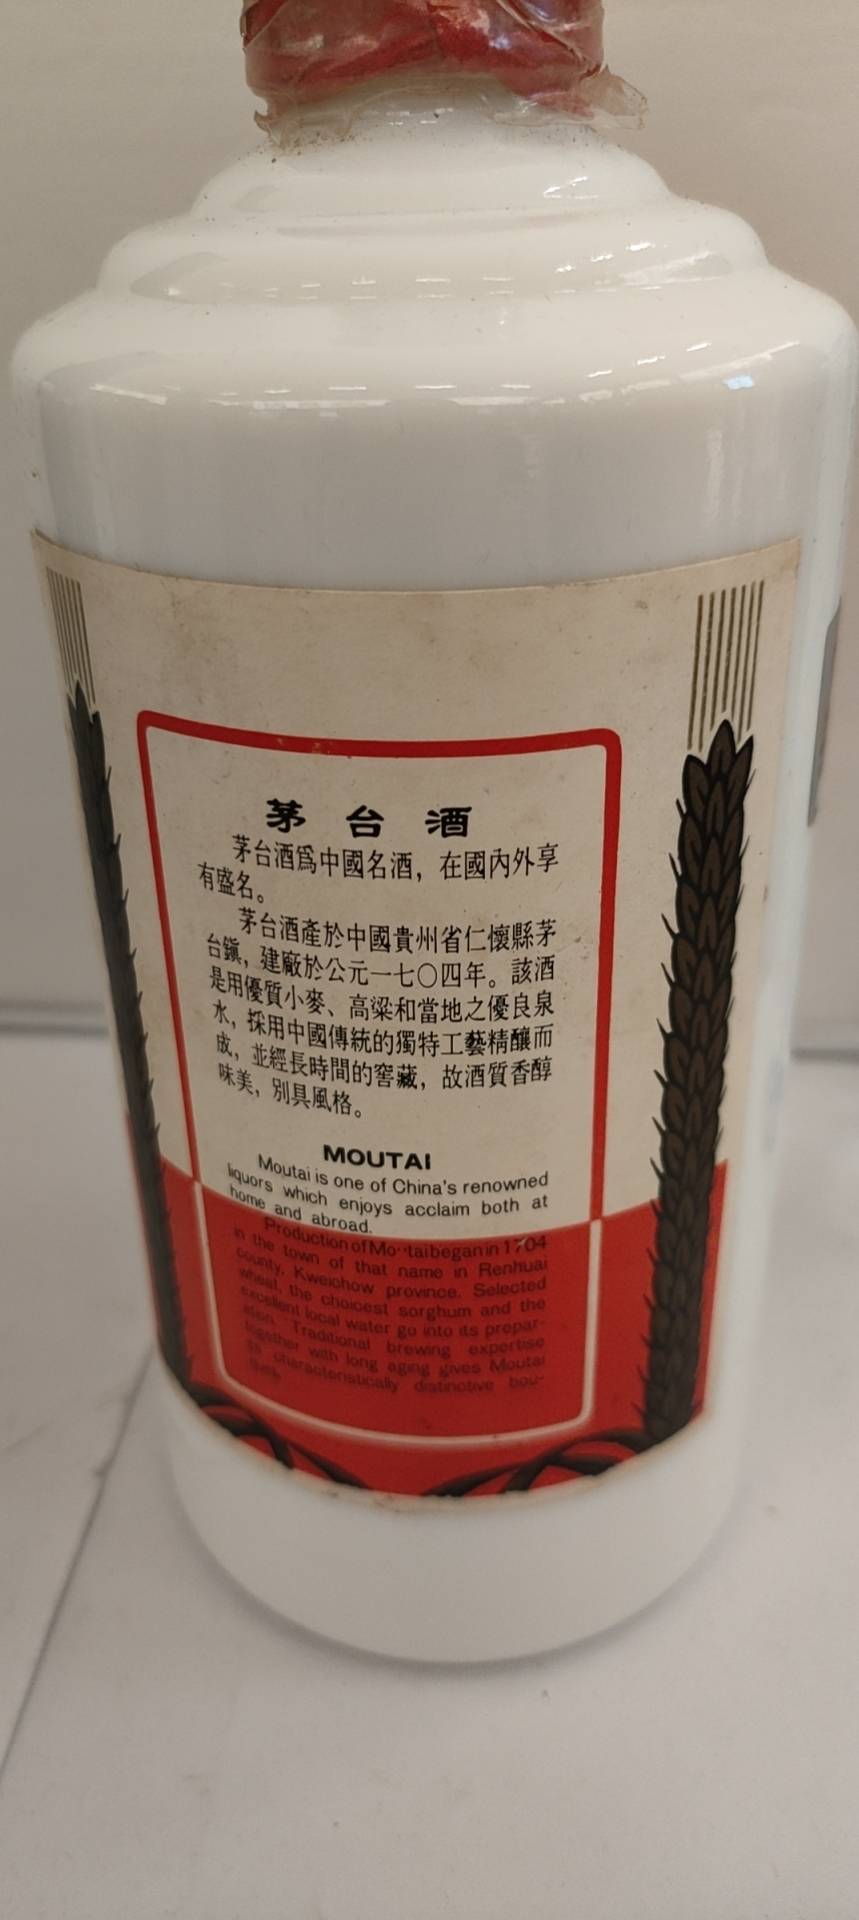 茅台酒
茅台酒爲中國名酒，在國內外享
有盛名。
茅台酒產於中國貴州省仁懷縣茅
台鎮，建廠於公元一七〇四年。該酒
是用優質小麥、高粱和當地之優良泉
水，採用中國傳統的獨特工藝精釀而
成，並經長時間的窖藏，故酒質香醇
味美，別具風格。
MOUTAI
Moutai is one of China's renowned
liquors which enjoys acclaim both at
home and abroad.
Production of Mo··tai began in 1704
in the town of that name in Renhuai
county, Kweichow province. Selected
wheat, the choicest sorghum and the
excellent local water go into its prepar-
ation. Traditional brewing expertise
together with long aging gives Moutai
its characteristically distinctive bou-
quet.